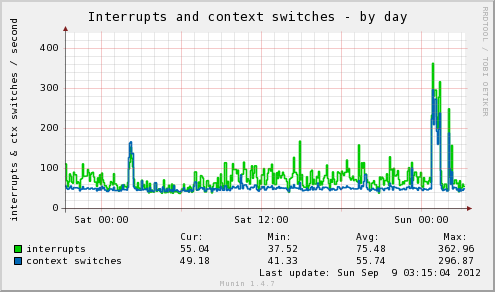 Interrupts and context switches - by day
RRDTOOL / TOBI OETIKER
interrupts & ctx switches / second
400
300
200
100
0
Sat 00:00 Sat 12:00 Sun 00:00
Cur: Min: Avg: Max:
interrupts 55.04 37.52 75.48 362.96
context switches 49.18 41.33 55.74 296.87
Last update: Sun Sep 9 03:15:04 2012
Munin 1.4.7